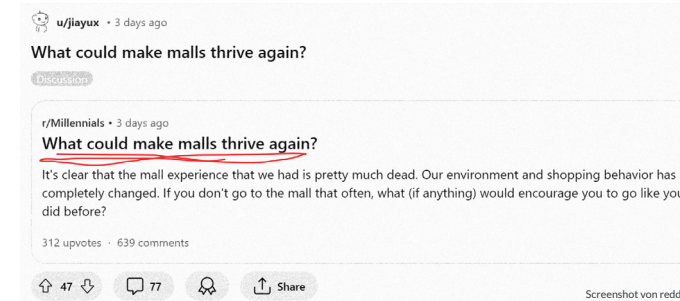 u/jiayux • 3 days ago
What could make malls thrive again?
Discussion
r/Millennials • 3 days ago
What could make malls thrive again?
It's clear that the mall experience that we had is pretty much dead. Our environment and shopping behavior has
completely changed. If you don't go to the mall that often, what (if anything) would encourage you to go like you
did before?
312 upvotes · 639 comments
47 77 Share
Screenshot von redd